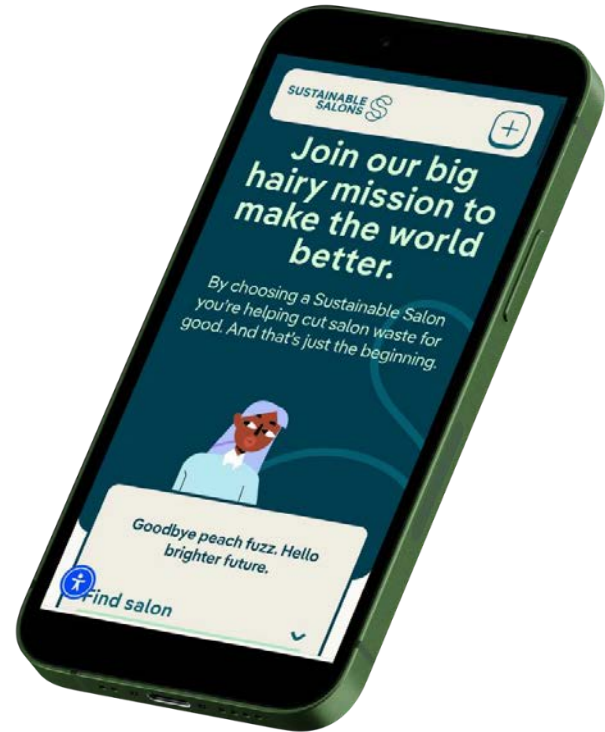 SUSTAINABLE
SALONS
Join our big
hairy mission to
make the world
better.
By choosing a Sustainable Salon
you're helping cut salon waste for
good. And that's just the beginning.
Goodbye peach fuzz. Hello
brighter future.
Find salon